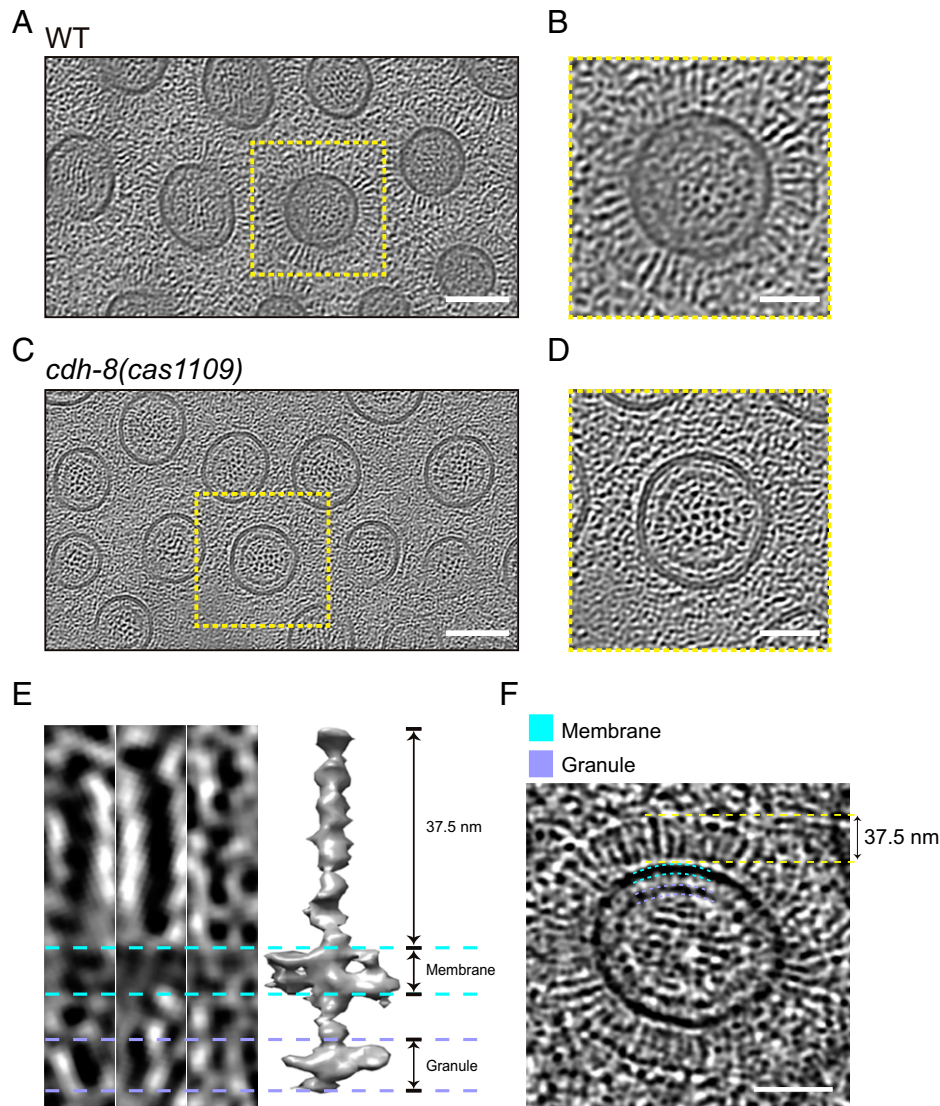 A
WT
B
C
cdh-8(cas1109)
D
E
37.5 nm
Membrane
Granule
F
Membrane
Granule
37.5 nm